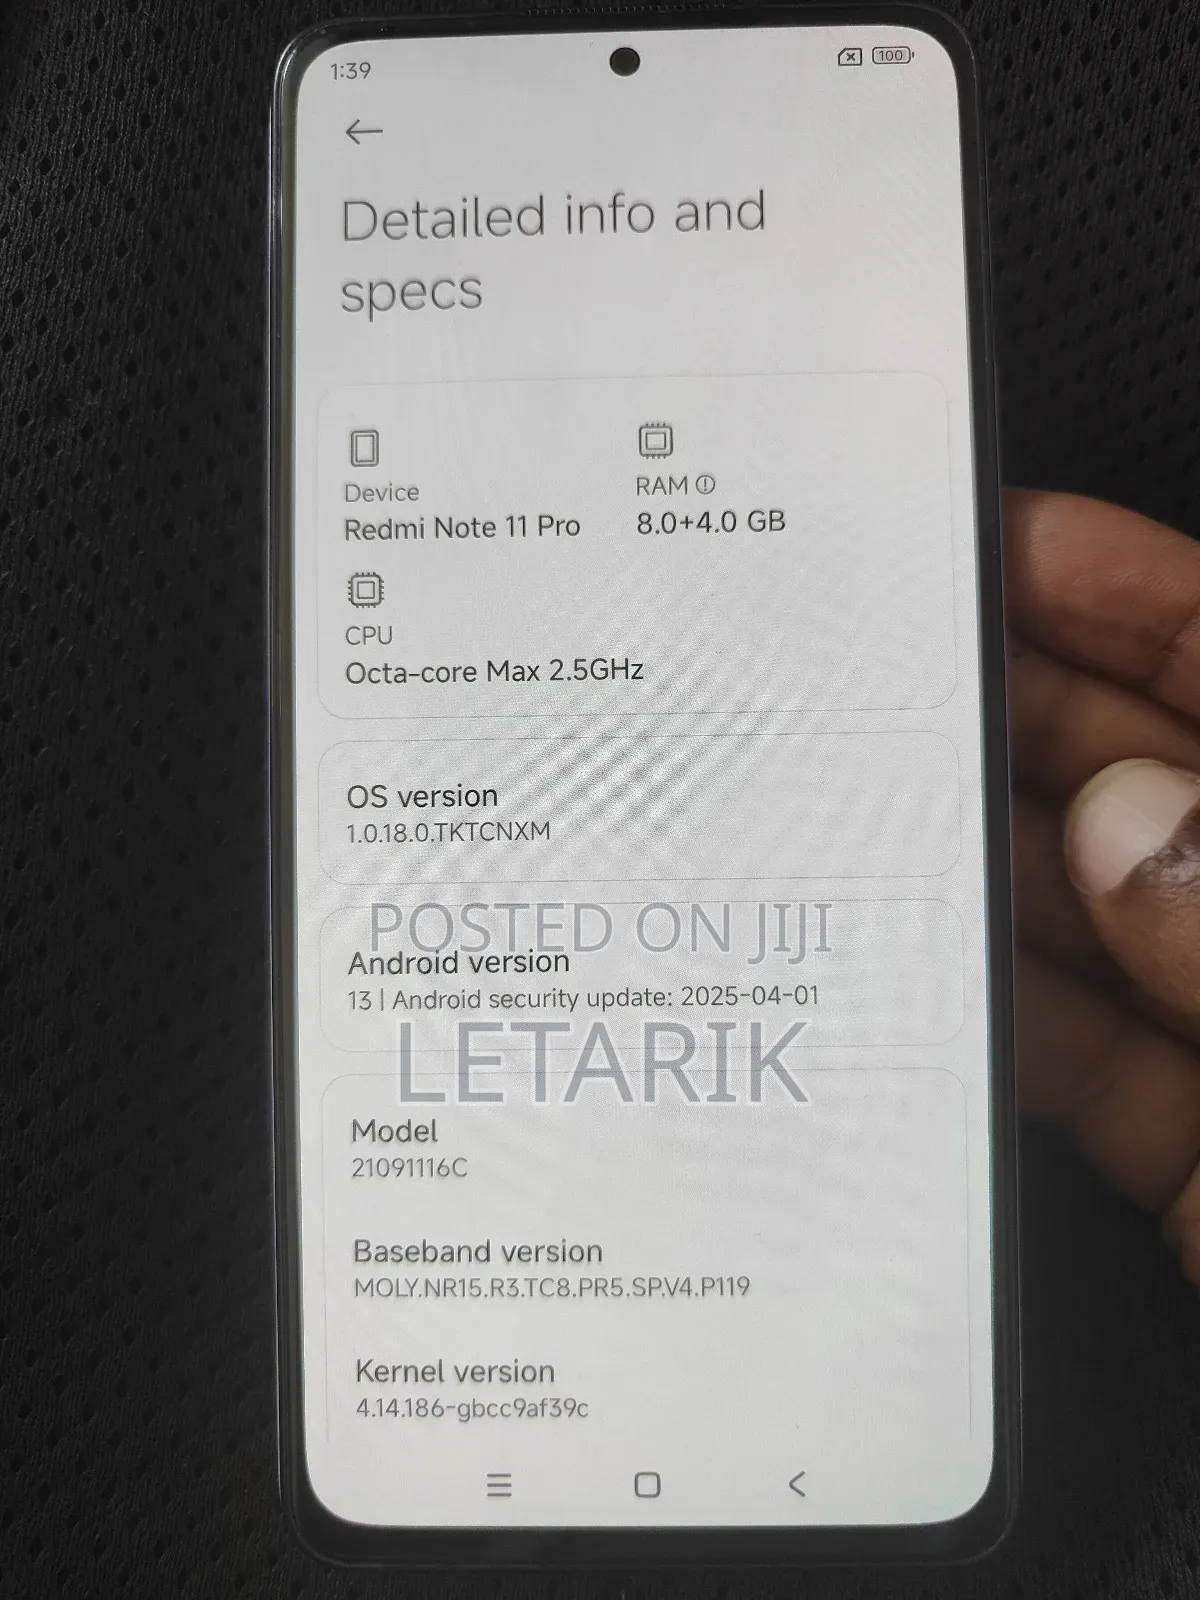 1:39
100
Detailed info and
specs
Device
Redmi Note 11 Pro
RAM
8.0+4.0 GB
CPU
Octa-core Max 2.5GHz
OS version
1.0.18.0.TKTCNXM
POSTED ON JIJI
Android version
13 | Android security update: 2025-04-01
LETARIK
Model
21091116C
Baseband version
MOLY.NR15.R3.TC8.PR5.SP.V4.P119
Kernel version
4.14.186-gbcc9af39c